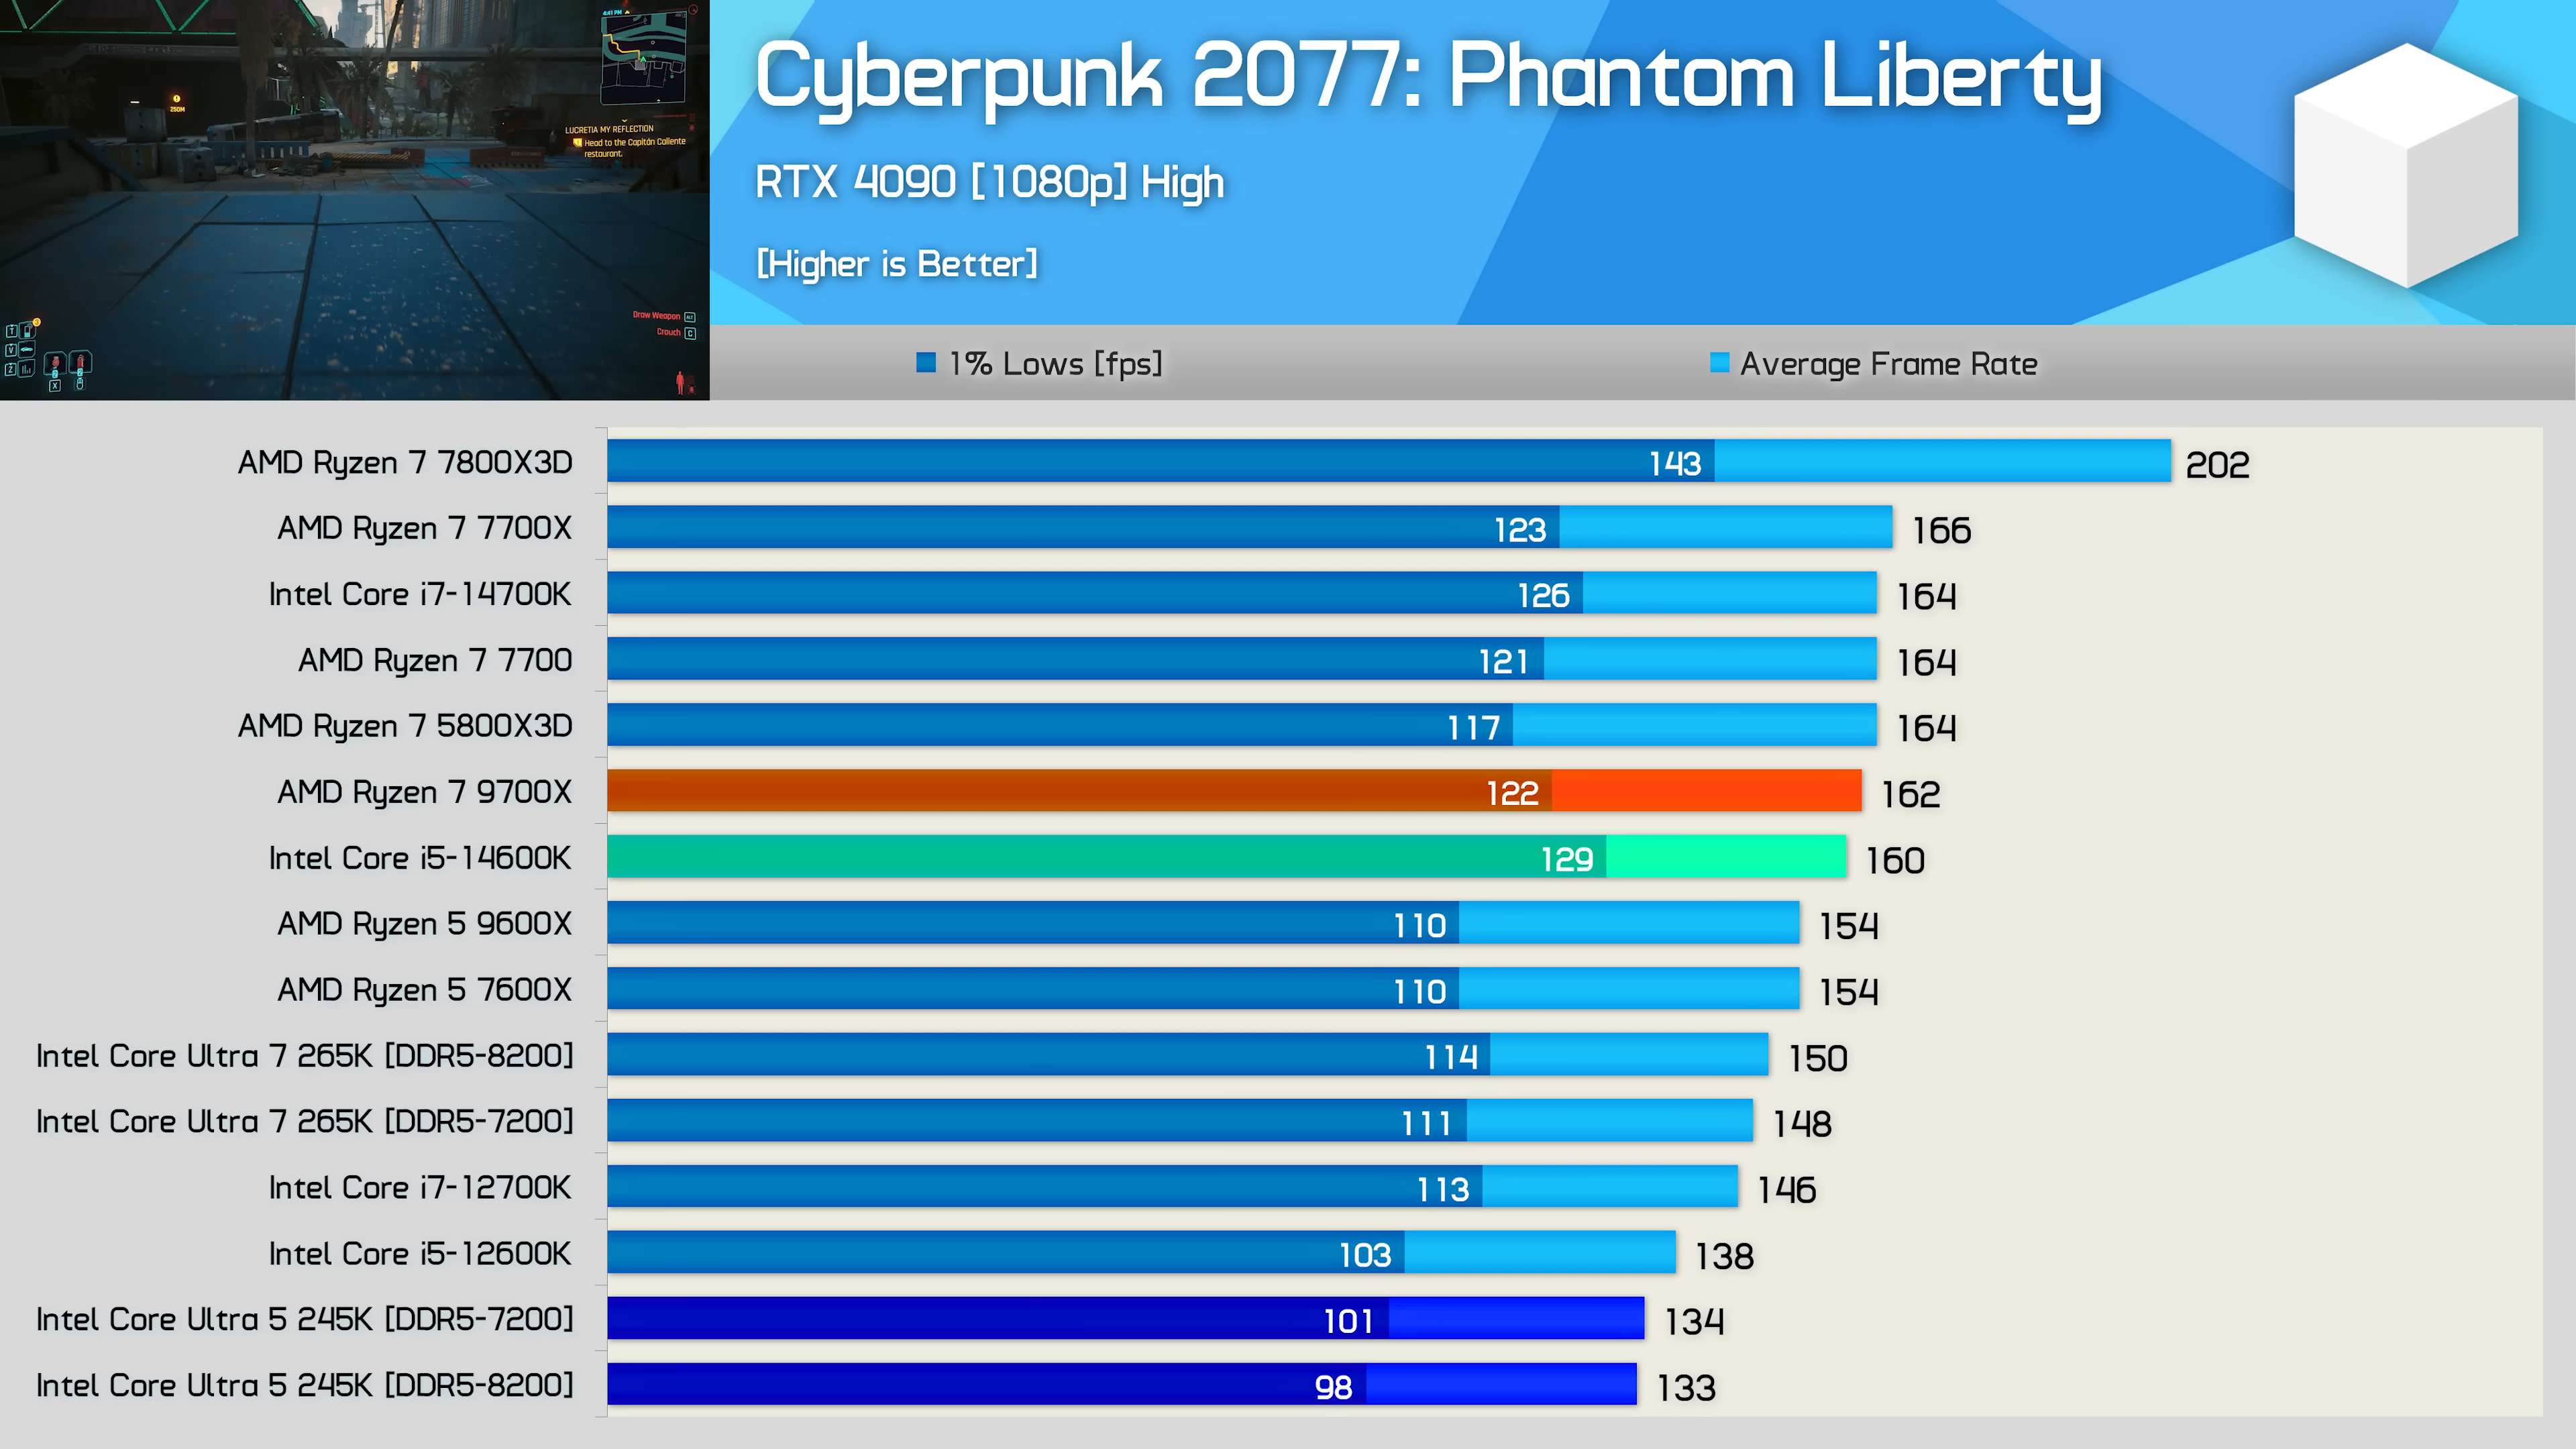 4:41 PM
250M
LUCRETIA MY REFLECTION
Head to the Capitán Caliente
restaurant.
Draw Weapon ALT
Crouch C
T
V
Z
X
Cyberpunk 2077: Phantom Liberty
RTX 4090 [1080p] High
[Higher is Better]
1% Lows [fps] Average Frame Rate
AMD Ryzen 7 7800X3D 143 202
AMD Ryzen 7 7700X 123 166
Intel Core i7-14700K 126 164
AMD Ryzen 7 7700 121 164
AMD Ryzen 7 5800X3D 117 164
AMD Ryzen 7 9700X 122 162
Intel Core i5-14600K 129 160
AMD Ryzen 5 9600X 110 154
AMD Ryzen 5 7600X 110 154
Intel Core Ultra 7 265K [DDR5-8200] 114 150
Intel Core Ultra 7 265K [DDR5-7200] 111 148
Intel Core i7-12700K 113 146
Intel Core i5-12600K 103 138
Intel Core Ultra 5 245K [DDR5-7200] 101 134
Intel Core Ultra 5 245K [DDR5-8200] 98 133